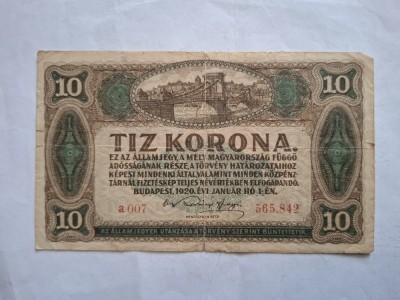 10 10
TIZ KORONA.
EZ AZ ÁLLAMJEGY, A MELY MAGYARORSZÁG FÜGGŐ
ADÓSSÁGÁNAK RÉSZE, A TÖRVÉNY HATÁROZATAIHOZ
KÉPEST MINDENKI ÁLTAL, VALAMINT MINDEN KÖZPÉNZ-
TÁRNÁL FIZETÉSKÉP TELJES NÉVÉRTÉKBEN ELFOGADANDÓ.
BUDAPEST, 1920. ÉVI JANUÁR HÓ 1.-ÉN.
a 007 565,842
10 10
AZ ÁLLAMJEGYEK UTÁNZÁSA A TÖRVÉNY SZERINT BÜNTETTETIK.